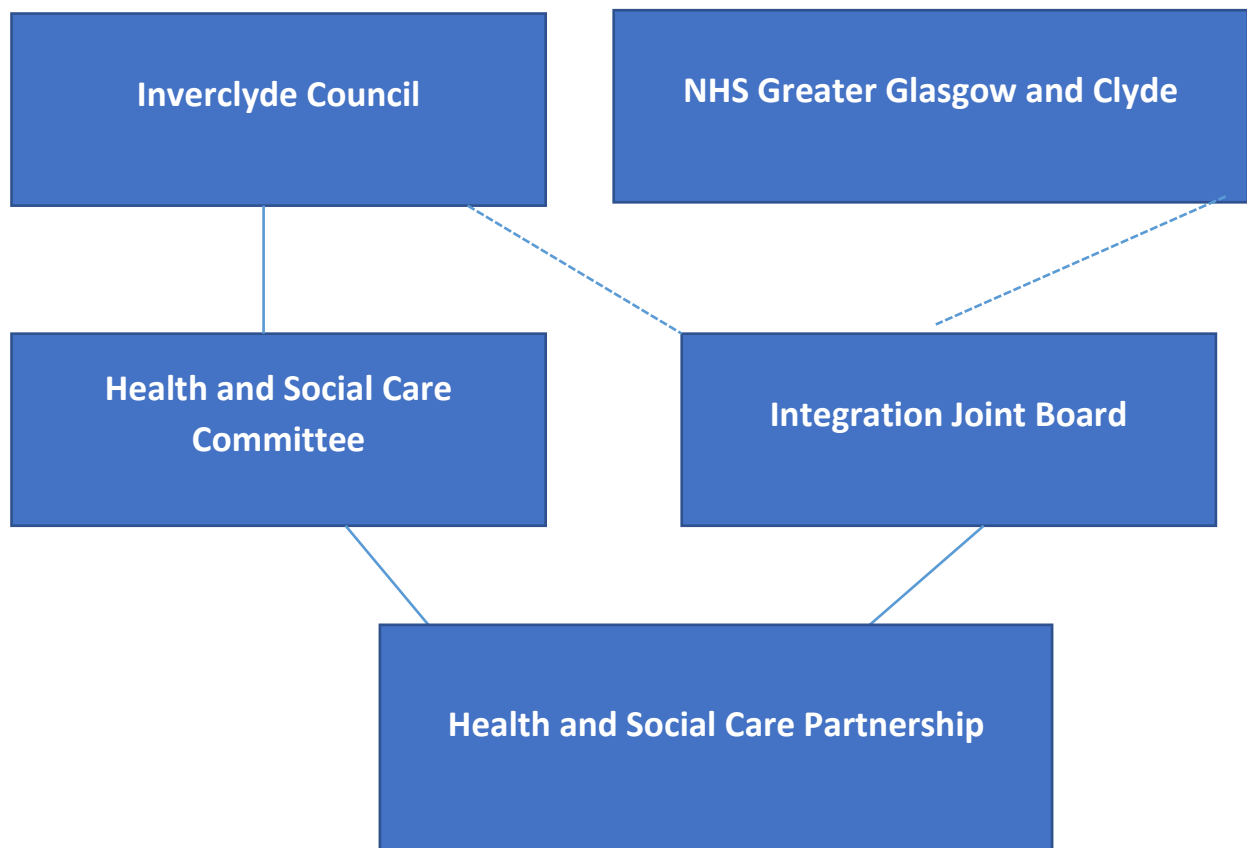 Inverclyde Council
NHS Greater Glasgow and Clyde
Health and Social Care
Committee
Integration Joint Board
Health and Social Care Partnership